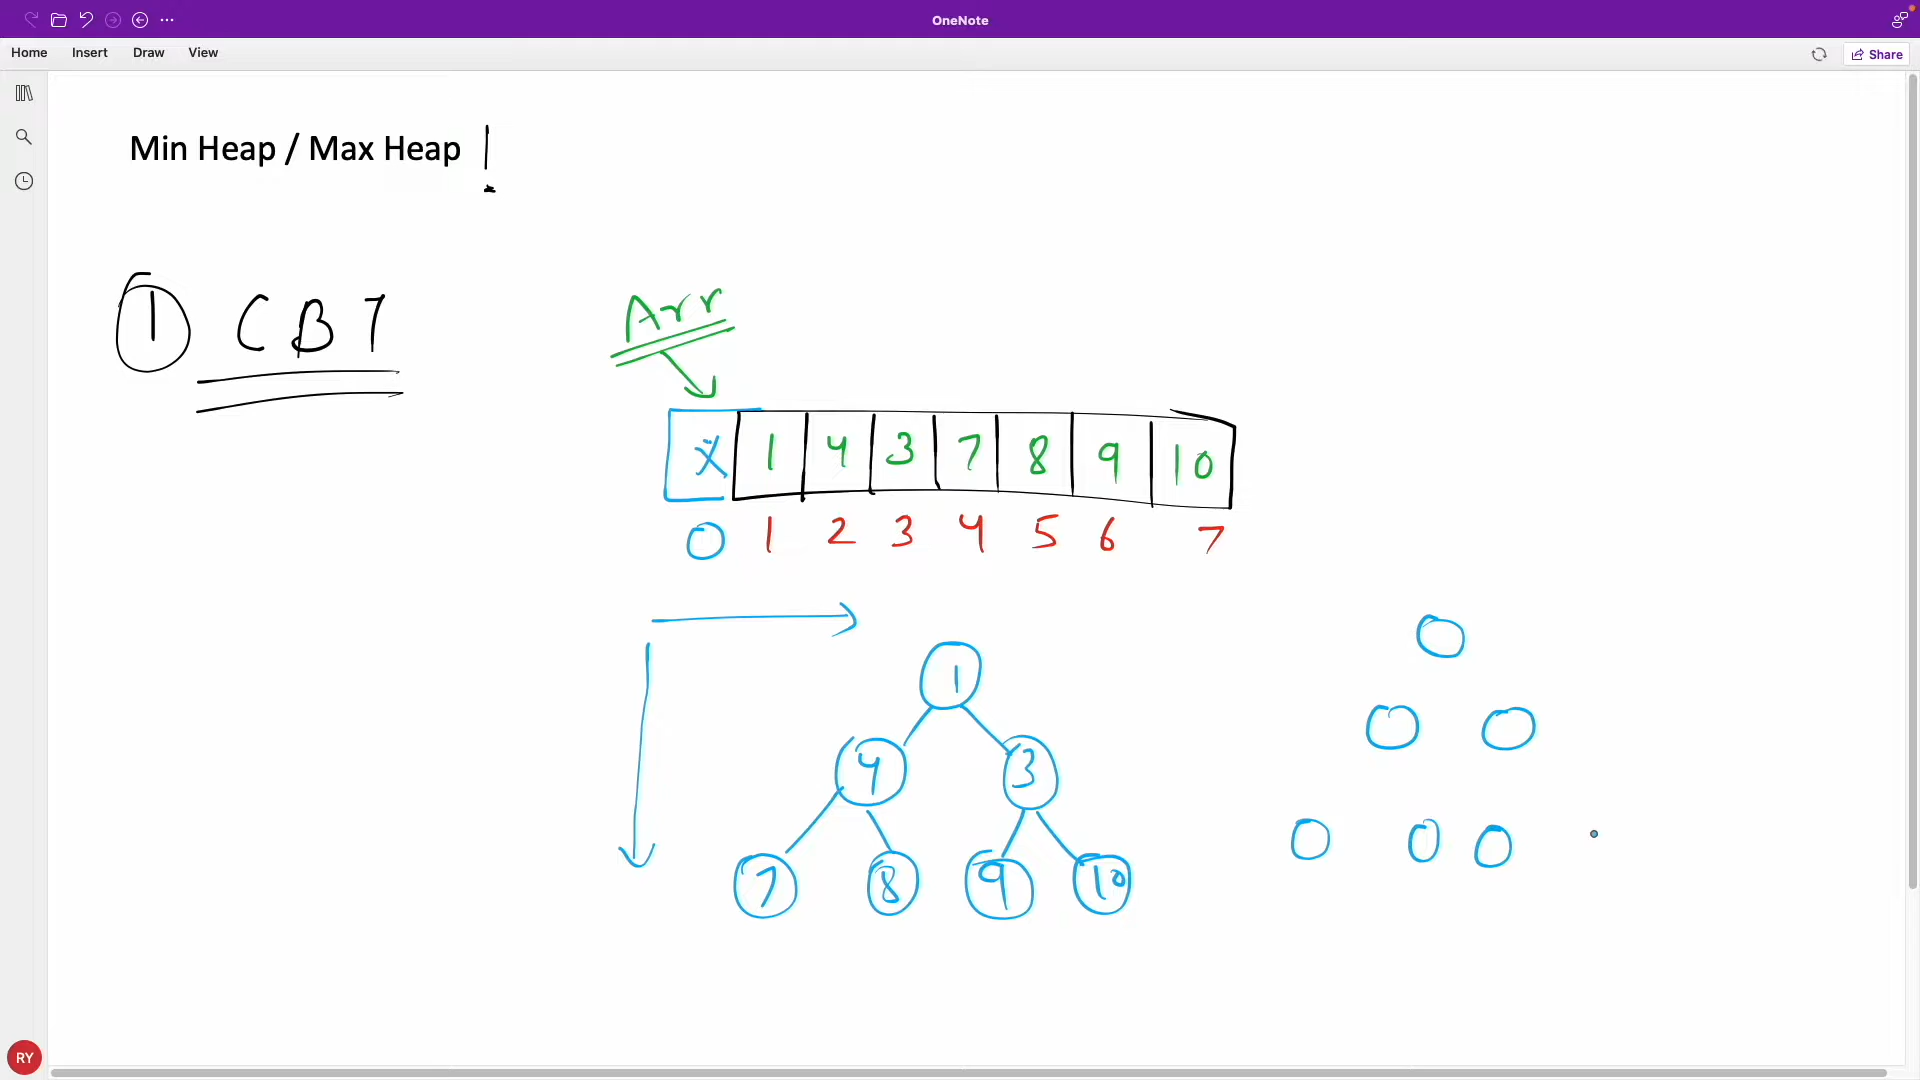 OneNote
Home Insert Draw View
Share
Min Heap / Max Heap !
1 CBT
Arr
X 1 4 3 7 8 9 10
0 1 2 3 4 5 6 7
1
4 3
7 8 9 10
RY